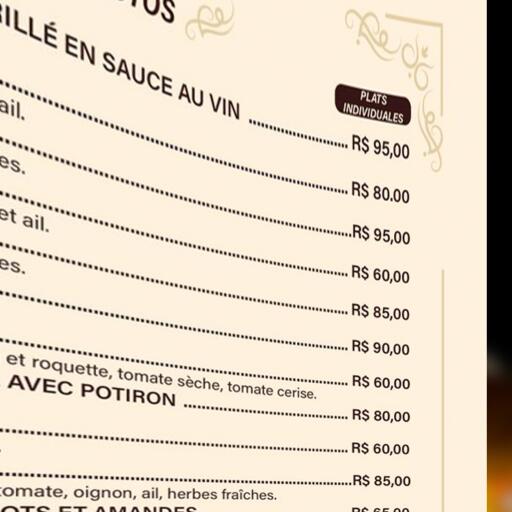 RILLÉ EN SAUCE AU VIN
PLATS
INDIVIDUALES
R$ 95,00
ail.
R$ 80.00
es.
R$ 95,00
et ail.
R$ 60,00
es.
R$ 85,00
R$ 90,00
R$ 60,00
et roquette, tomate sèche, tomate cerise.
AVEC POTIRON
R$ 80,00
R$ 60,00
R$ 85,00
tomate, oignon, ail, herbes fraîches.
OTS ET AMANDES
R$ 65,00